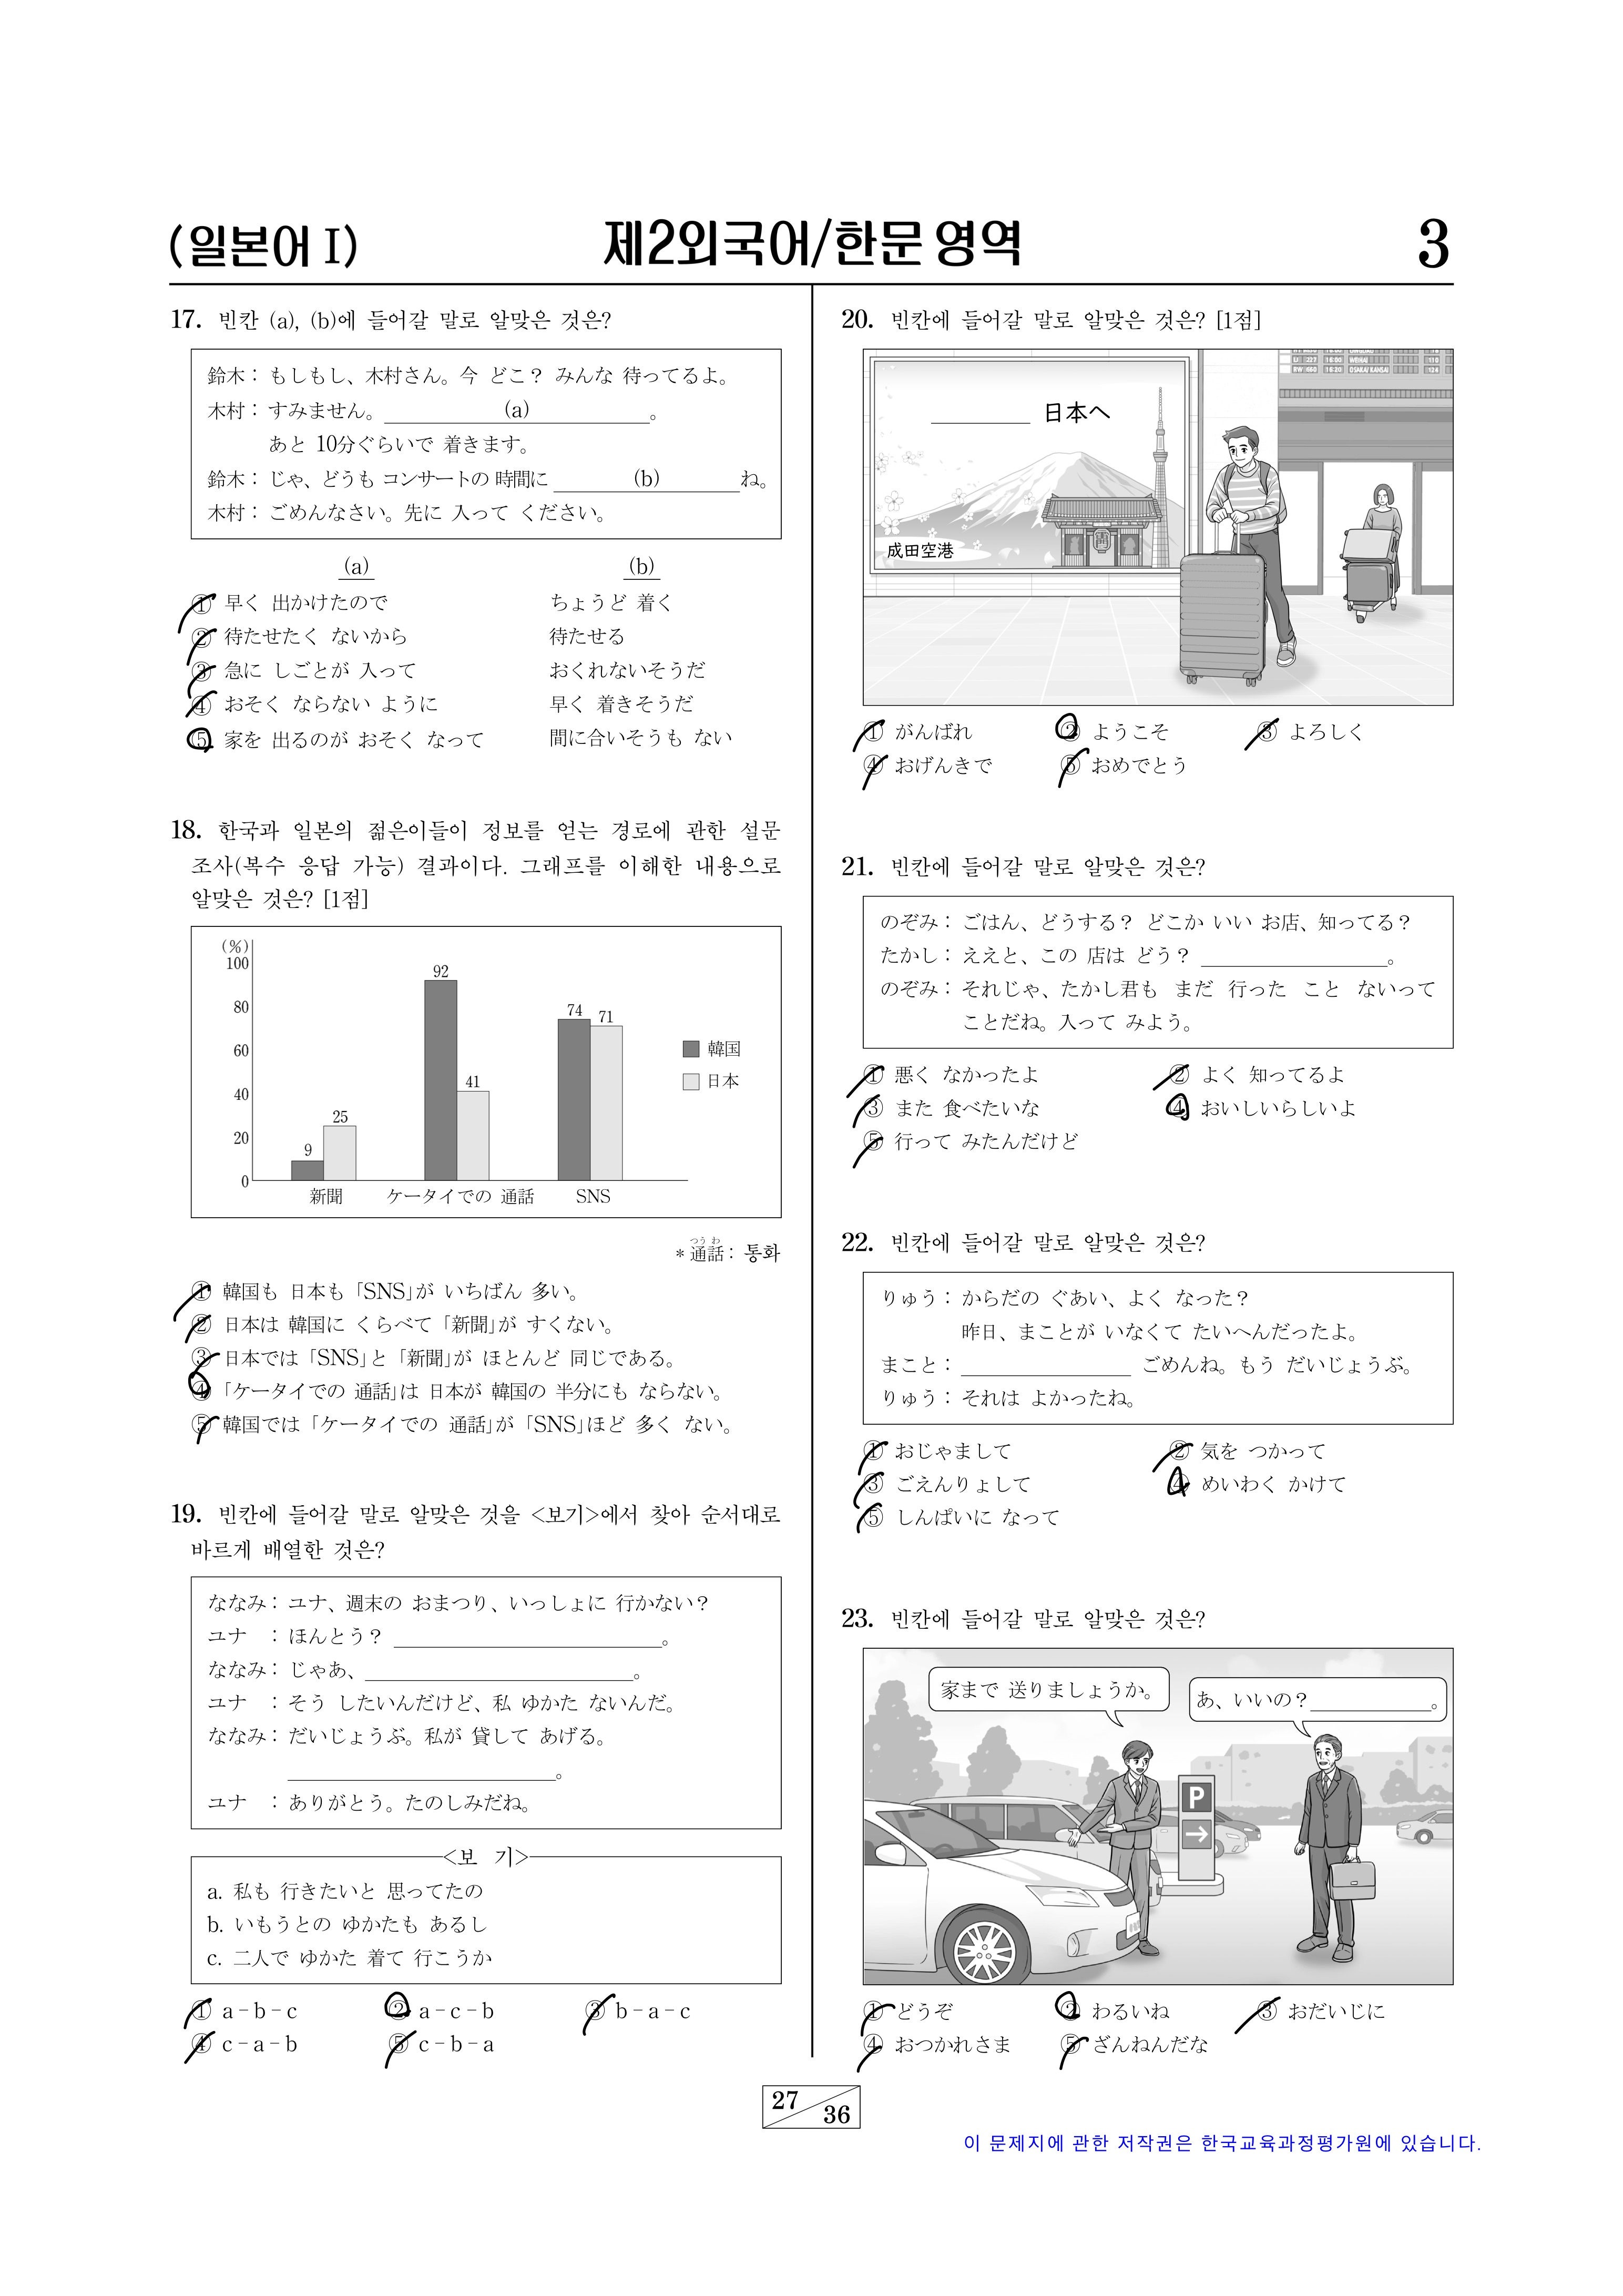 (일본어 I)
제2외국어/한문 영역
3
17. 빈칸 (a), (b)에 들어갈 말로 알맞은 것은?
鈴木： もしもし、木村さん。今 どこ？ みんな 待ってるよ。
木村： すみません。 (a) 。
あと 10分ぐらいで 着きます。
鈴木： じゃ、どうも コンサートの 時間に (b) ね。
木村： ごめんなさい。先に 入って ください。
(a) (b)
① 早く 出かけたので ちょうど 着く
② 待たせたく ないから 待たせる
③ 急に しごとが 入って おくれないそうだ
④ おそく ならない ように 早く 着きそうだ
⑤ 家を 出るのが おそく なって 間に合いそうも ない
18. 한국과 일본의 젊은이들이 정보를 얻는 경로에 관한 설문
조사(복수 응답 가능) 결과이다. 그래프를 이해한 내용으로
알맞은 것은? [1점]
(%)
100
80
60
40
20
0
9
25
92
41
74
71
韓国
日本
新聞 ケータイでの 通話 SNS
つう わ
* 通話： 통화
① 韓国も 日本も 「SNS」が いちばん 多い。
② 日本は 韓国に くらべて 「新聞」が すくない。
③ 日本では 「SNS」と 「新聞」が ほとんど 同じである。
④ 「ケータイでの 通話」は 日本が 韓国の 半分にも ならない。
⑤ 韓国では 「ケータイでの 通話」が 「SNS」ほど 多く ない。
19. 빈칸에 들어갈 말로 알맞은 것을 <보기>에서 찾아 순서대로
바르게 배열한 것은?
ななみ： ユナ、週末の おまつり、いっしょに 行かない？
ユナ ： ほんとう？ 。
ななみ： じゃあ、 。
ユナ ： そう したいんだけど、私 ゆかた ないんだ。
ななみ： だいじょうぶ。私が 貸して あげる。
。
ユナ ： ありがとう。たのしみだね。
<보 기>
a. 私も 行きたいと 思ってたの
b. いもうとの ゆかたも あるし
c. 二人で ゆかた 着て 行こうか
① a-b-c ② a-c-b ③ b-a-c
④ c-a-b ⑤ c-b-a
20. 빈칸에 들어갈 말로 알맞은 것은? [1점]
日本へ
成田空港
① がんばれ ② ようこそ ③ よろしく
④ おげんきで ⑤ おめでとう
21. 빈칸에 들어갈 말로 알맞은 것은?
のぞみ： ごはん、どうする？ どこか いい お店、知ってる？
たかし： ええと、この 店は どう？ 。
のぞみ： それじゃ、たかし君も まだ 行った こと ないって
ことだね。入って みよう。
① 悪く なかったよ ② よく 知ってるよ
③ また 食べたいな ④ おいしいらしいよ
⑤ 行って みたんだけど
22. 빈칸에 들어갈 말로 알맞은 것은?
りゅう： からだの ぐあい、よく なった？
昨日、まことが いなくて たいへんだったよ。
まこと： ごめんね。もう だいじょうぶ。
りゅう： それは よかったね。
① おじゃまして ② 気を つかって
③ ごえんりょして ④ めいわく かけて
⑤ しんぱいに なって
23. 빈칸에 들어갈 말로 알맞은 것은?
家まで 送りましょうか。
あ、いいの？ 。
P
① どうぞ ② わるいね ③ おだいじに
④ おつかれさま ⑤ ざんねんだな
27
36
이 문제지에 관한 저작권은 한국교육과정평가원에 있습니다.